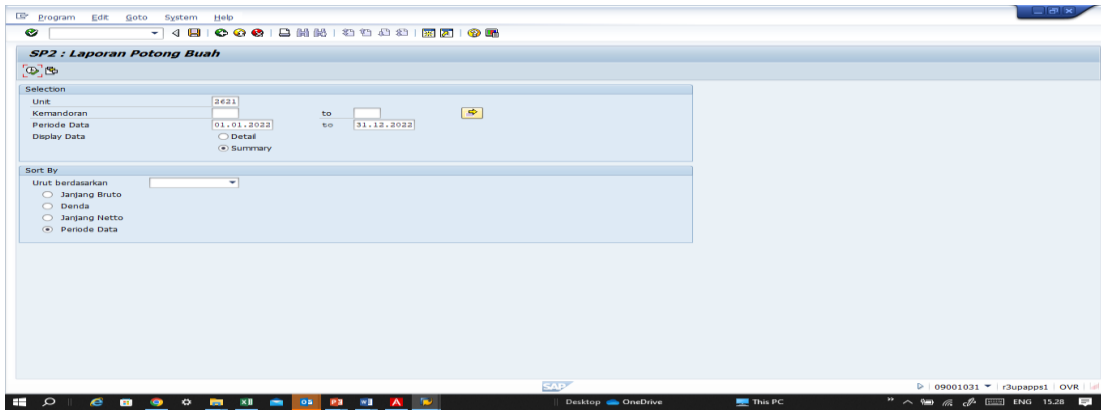 Program Edit Goto System Help
SP2 : Laporan Potong Buah
Selection
Unit 2621
Kemandoran to
Periode Data 01.01.2022 to 31.12.2022
Display Data Detail
Summary
Sort By
Urut berdasarkan
Janjang Bruto
Denda
Janjang Netto
Periode Data
SAP
09001031 r3upapps1 OVR
Desktop OneDrive This PC ENG 15.28